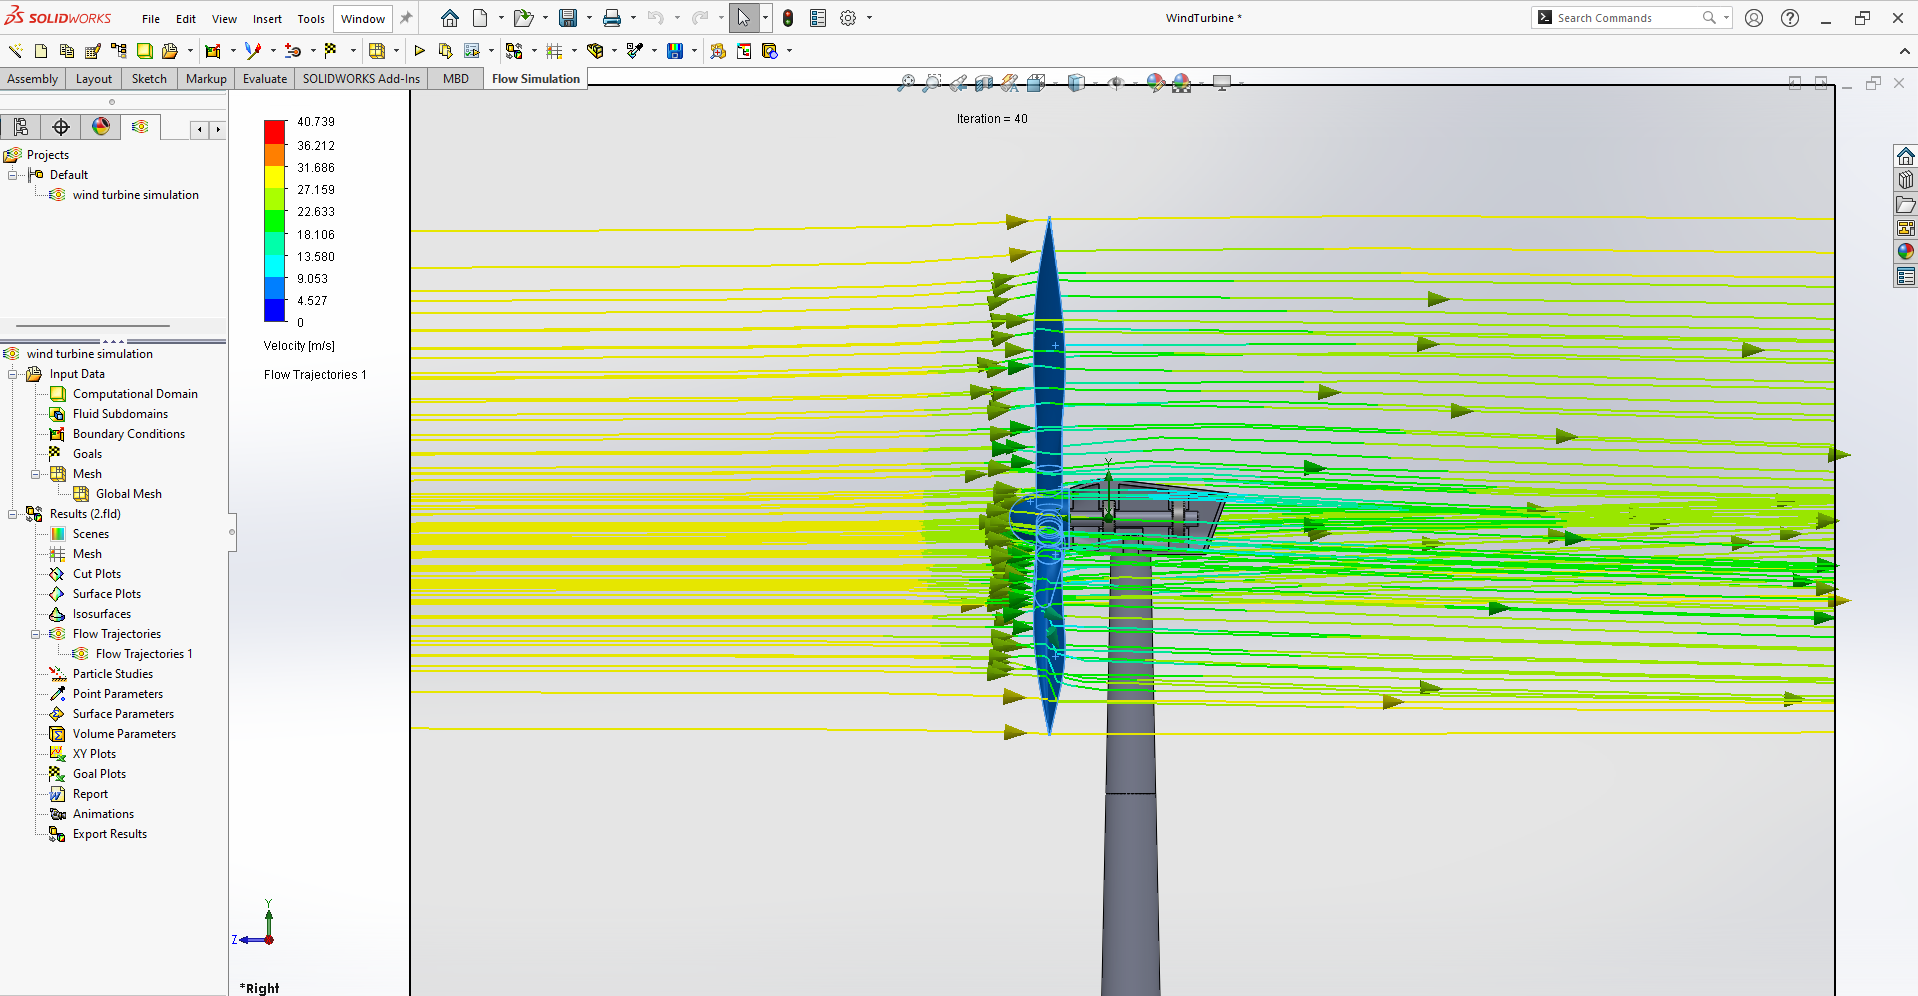 SOLIDWORKS File Edit View Insert Tools Window WindTurbine * Search Commands
Assembly Layout Sketch Markup Evaluate SOLIDWORKS Add-Ins MBD Flow Simulation
Projects
Default
wind turbine simulation
wind turbine simulation
Input Data
Computational Domain
Fluid Subdomains
Boundary Conditions
Goals
Mesh
Global Mesh
Results (2.fld)
Scenes
Mesh
Cut Plots
Surface Plots
Isosurfaces
Flow Trajectories
Flow Trajectories 1
Particle Studies
Point Parameters
Surface Parameters
Volume Parameters
XY Plots
Goal Plots
Report
Animations
Export Results
40.739
36.212
31.686
27.159
22.633
18.106
13.580
9.053
4.527
0
Velocity [m/s]
Flow Trajectories 1
Iteration = 40
Y
Y
Z
*Right